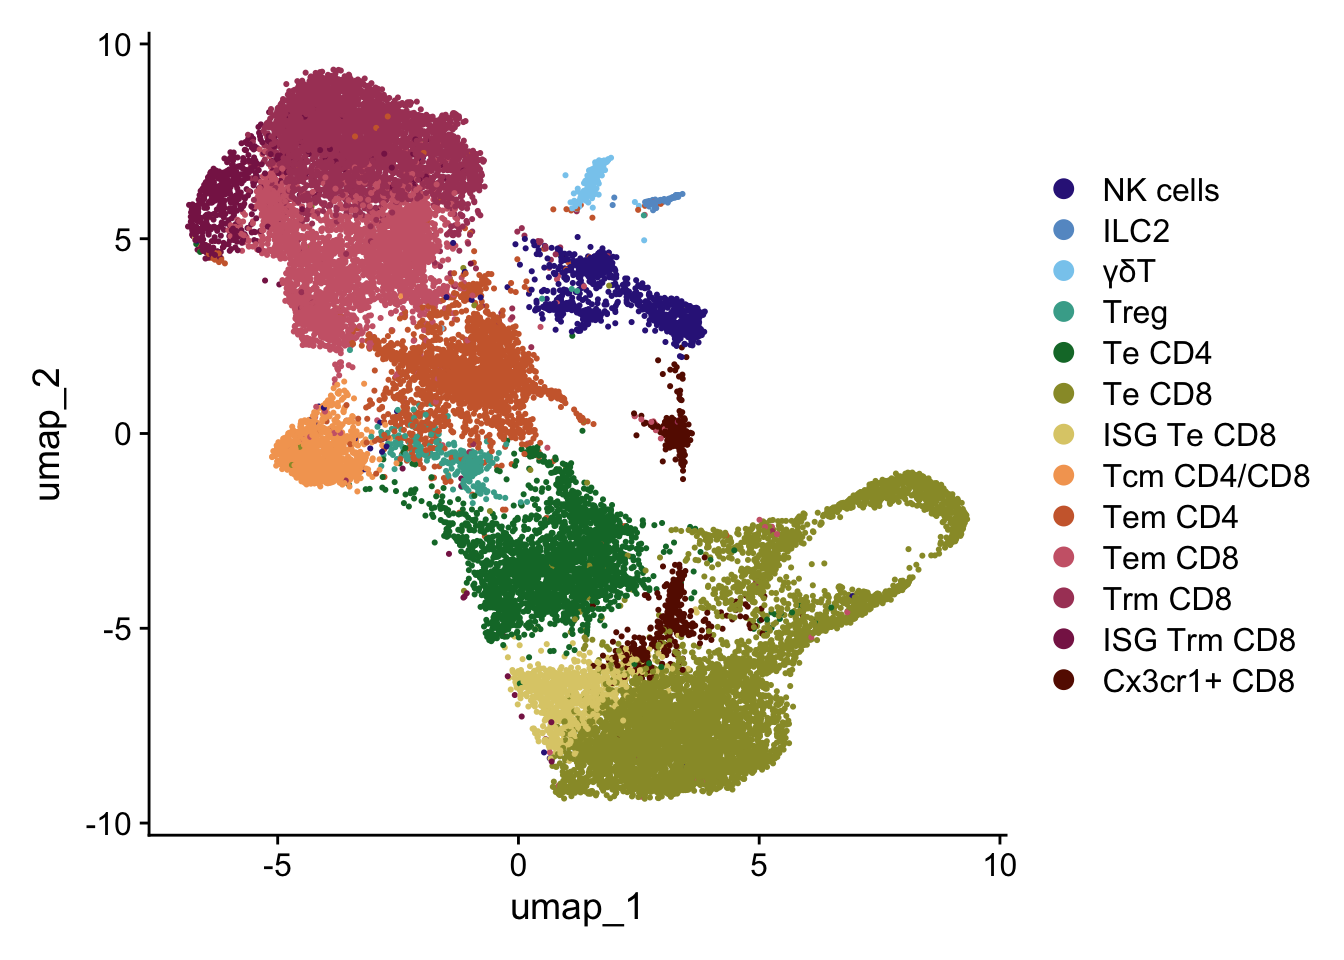 10
5
0
-5
-10
umap_2
-5
0
5
10
umap_1
NK cells
ILC2
γδT
Treg
Te CD4
Te CD8
ISG Te CD8
Tcm CD4/CD8
Tem CD4
Tem CD8
Trm CD8
ISG Trm CD8
Cx3cr1+ CD8